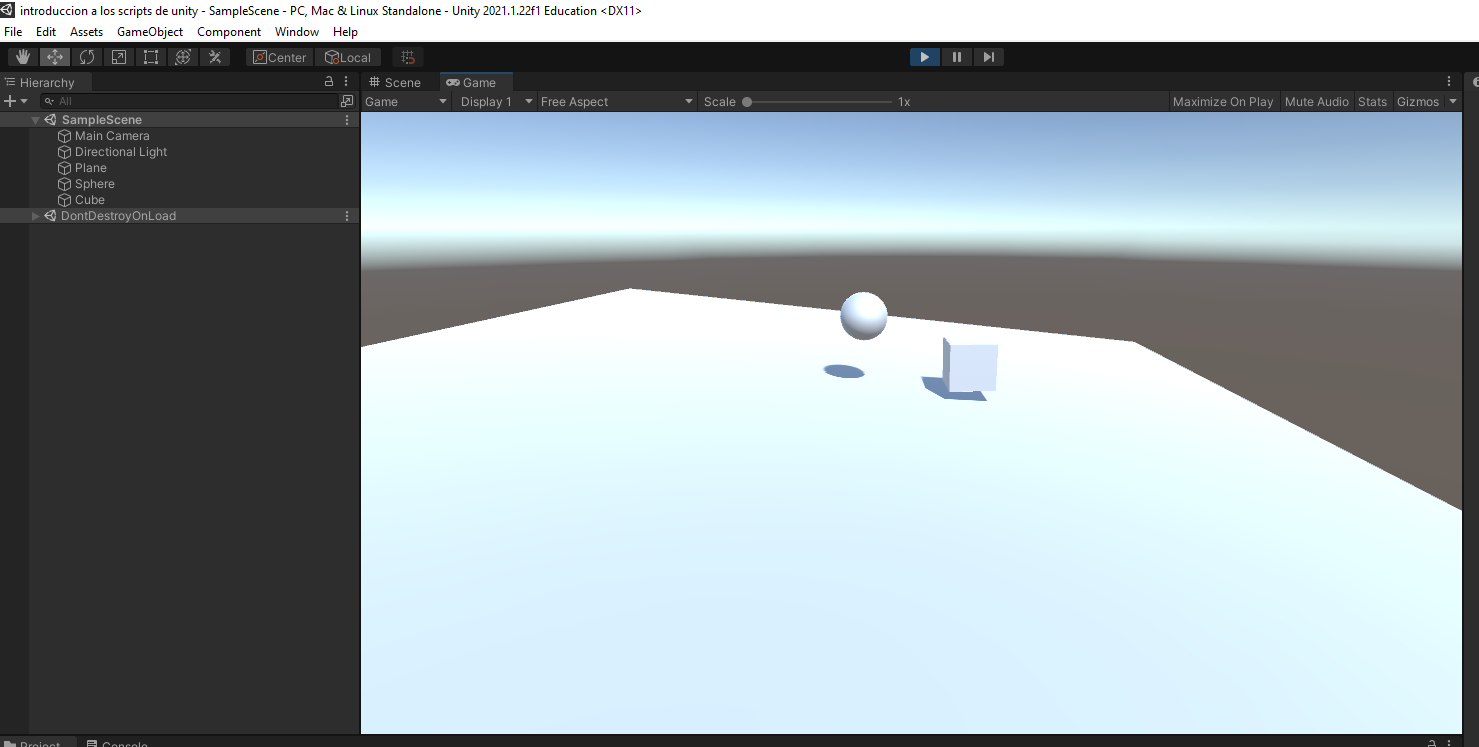 introduccion a los scripts de unity - SampleScene - PC, Mac & Linux Standalone - Unity 2021.1.22f1 Education <DX11>
File Edit Assets GameObject Component Window Help
Center Local
Hierarchy
Scene Game
All
Game Display 1 Free Aspect Scale 1x Maximize On Play Mute Audio Stats Gizmos
SampleScene
Main Camera
Directional Light
Plane
Sphere
Cube
DontDestroyOnLoad
Project Console